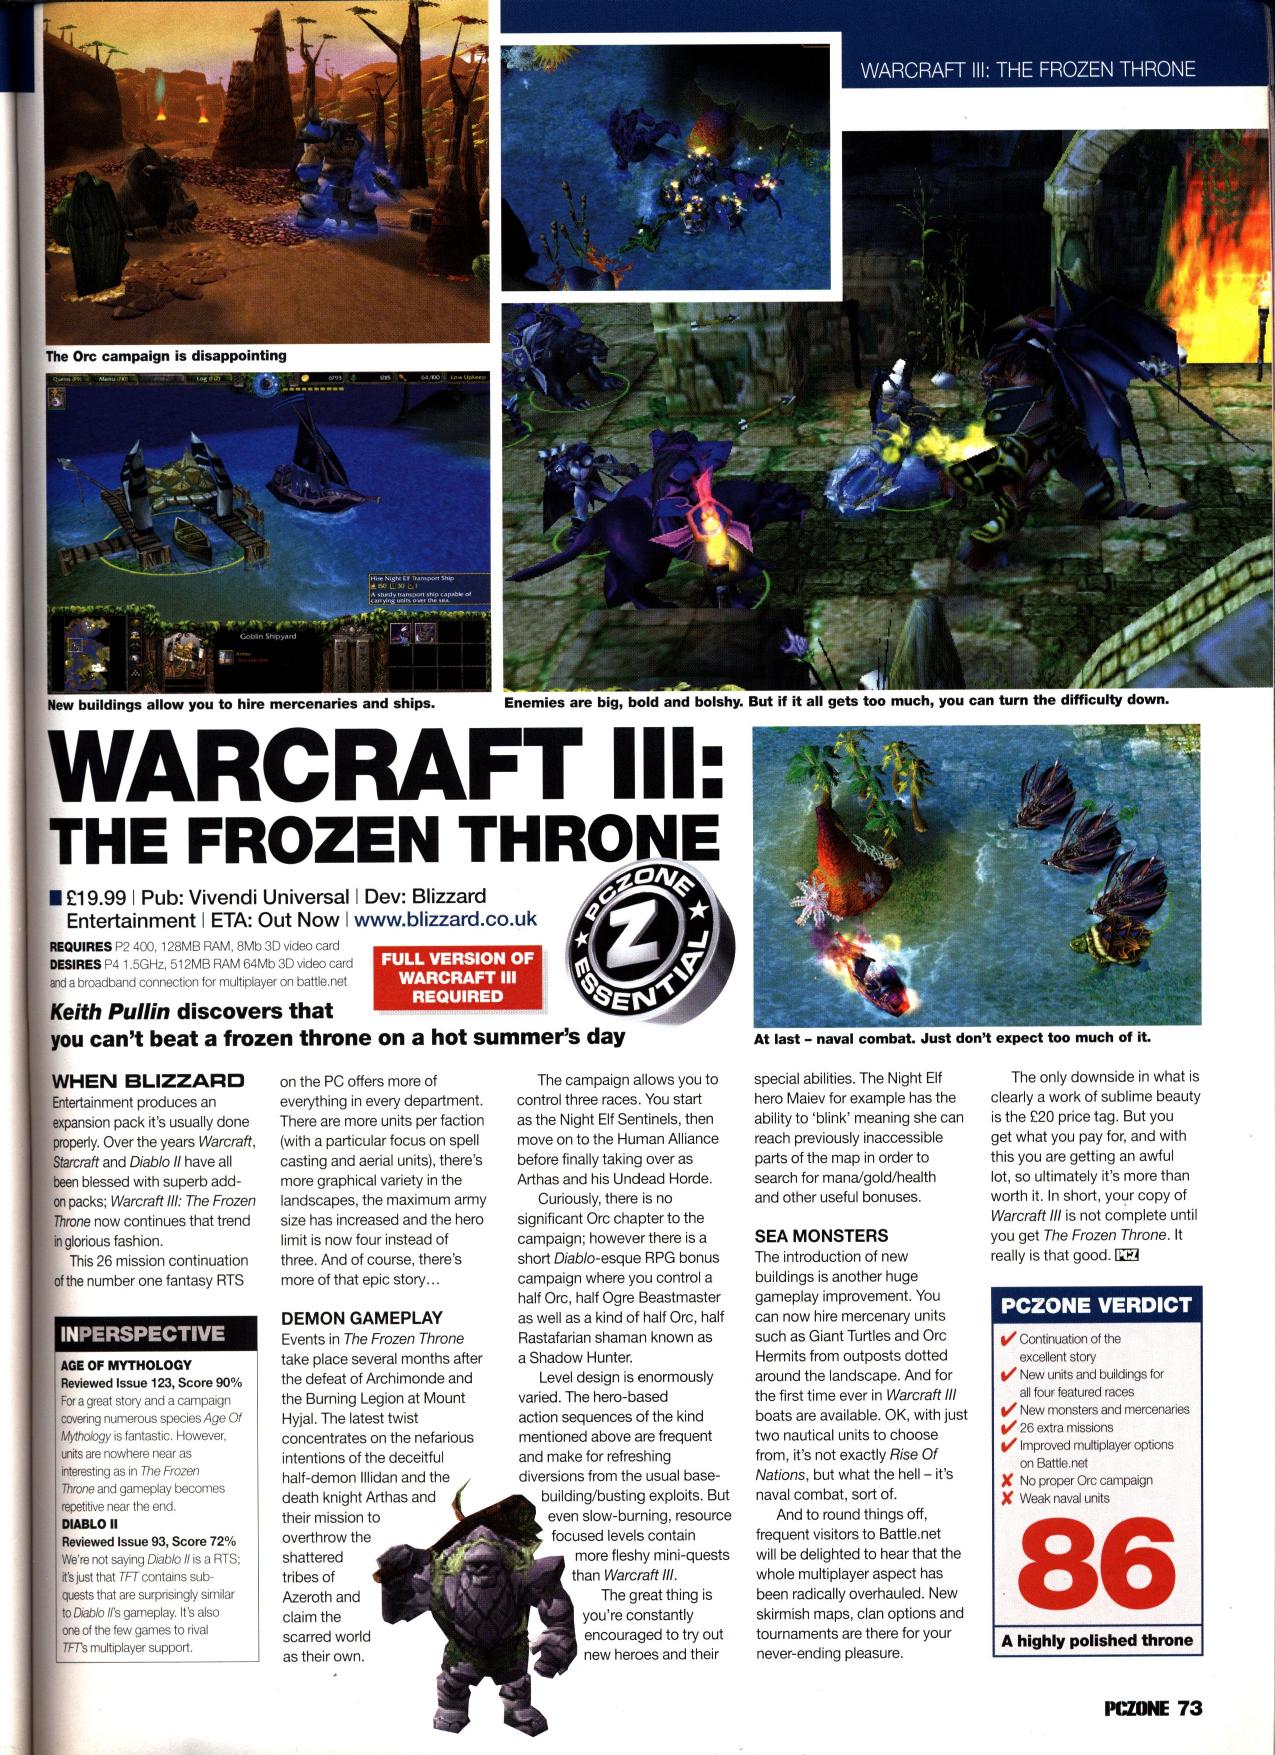 WARCRAFT III: THE FROZEN THRONE
The Orc campaign is disappointing
Quests (F9)
Menu (F10)
Log (F12)
6793
1215
64/100
Low Upkeep
Hire Night Elf Transport Ship
150 30 1
A sturdy transport ship capable of
carrying units over the sea.
Goblin Shipyard
New buildings allow you to hire mercenaries and ships.
Enemies are big, bold and bolshy. But if it all gets too much, you can turn the difficulty down.
WARCRAFT III:
THE FROZEN THRONE
£19.99 | Pub: Vivendi Universal | Dev: Blizzard
Entertainment | ETA: Out Now | www.blizzard.co.uk
REQUIRES P2 400, 128MB RAM, 8Mb 3D video card
DESIRES P4 1.5GHz, 512MB RAM 64Mb 3D video card
and a broadband connection for multiplayer on battle.net
FULL VERSION OF
WARCRAFT III
REQUIRED
PCZONE
Z
ESSENTIAL
Keith Pullin discovers that
you can't beat a frozen throne on a hot summer's day
At last – naval combat. Just don't expect too much of it.
WHEN BLIZZARD
Entertainment produces an
expansion pack it's usually done
properly. Over the years Warcraft,
Starcraft and Diablo II have all
been blessed with superb add-
on packs; Warcraft III: The Frozen
Throne now continues that trend
in glorious fashion.
This 26 mission continuation
of the number one fantasy RTS
on the PC offers more of
everything in every department.
There are more units per faction
(with a particular focus on spell
casting and aerial units), there's
more graphical variety in the
landscapes, the maximum army
size has increased and the hero
limit is now four instead of
three. And of course, there's
more of that epic story…
DEMON GAMEPLAY
Events in The Frozen Throne
take place several months after
the defeat of Archimonde and
the Burning Legion at Mount
Hyjal. The latest twist
concentrates on the nefarious
intentions of the deceitful
half-demon Illidan and the
death knight Arthas and
their mission to
overthrow the
shattered
tribes of
Azeroth and
claim the
scarred world
as their own.
The campaign allows you to
control three races. You start
as the Night Elf Sentinels, then
move on to the Human Alliance
before finally taking over as
Arthas and his Undead Horde.
Curiously, there is no
significant Orc chapter to the
campaign; however there is a
short Diablo-esque RPG bonus
campaign where you control a
half Orc, half Ogre Beastmaster
as well as a kind of half Orc, half
Rastafarian shaman known as
a Shadow Hunter.
Level design is enormously
varied. The hero-based
action sequences of the kind
mentioned above are frequent
and make for refreshing
diversions from the usual base-
building/busting exploits. But
even slow-burning, resource
focused levels contain
more fleshy mini-quests
than Warcraft III.
The great thing is
you're constantly
encouraged to try out
new heroes and their
special abilities. The Night Elf
hero Maiev for example has the
ability to 'blink' meaning she can
reach previously inaccessible
parts of the map in order to
search for mana/gold/health
and other useful bonuses.
SEA MONSTERS
The introduction of new
buildings is another huge
gameplay improvement. You
can now hire mercenary units
such as Giant Turtles and Orc
Hermits from outposts dotted
around the landscape. And for
the first time ever in Warcraft III
boats are available. OK, with just
two nautical units to choose
from, it's not exactly Rise Of
Nations, but what the hell – it's
naval combat, sort of.
And to round things off,
frequent visitors to Battle.net
will be delighted to hear that the
whole multiplayer aspect has
been radically overhauled. New
skirmish maps, clan options and
tournaments are there for your
never-ending pleasure.
The only downside in what is
clearly a work of sublime beauty
is the £20 price tag. But you
get what you pay for, and with
this you are getting an awful
lot, so ultimately it's more than
worth it. In short, your copy of
Warcraft III is not complete until
you get The Frozen Throne. It
really is that good. PCZ
INPERSPECTIVE
AGE OF MYTHOLOGY
Reviewed Issue 123, Score 90%
For a great story and a campaign
covering numerous species Age Of
Mythology is fantastic. However,
units are nowhere near as
interesting as in The Frozen
Throne and gameplay becomes
repetitive near the end.
DIABLO II
Reviewed Issue 93, Score 72%
We're not saying Diablo II is a RTS;
it's just that TFT contains sub-
quests that are surprisingly similar
to Diablo II's gameplay. It's also
one of the few games to rival
TFT's multiplayer support.
PCZONE VERDICT
✔ Continuation of the
excellent story
✔ New units and buildings for
all four featured races
✔ New monsters and mercenaries
✔ 26 extra missions
✔ Improved multiplayer options
on Battle.net
✘ No proper Orc campaign
✘ Weak naval units
86
A highly polished throne
PCZONE 73